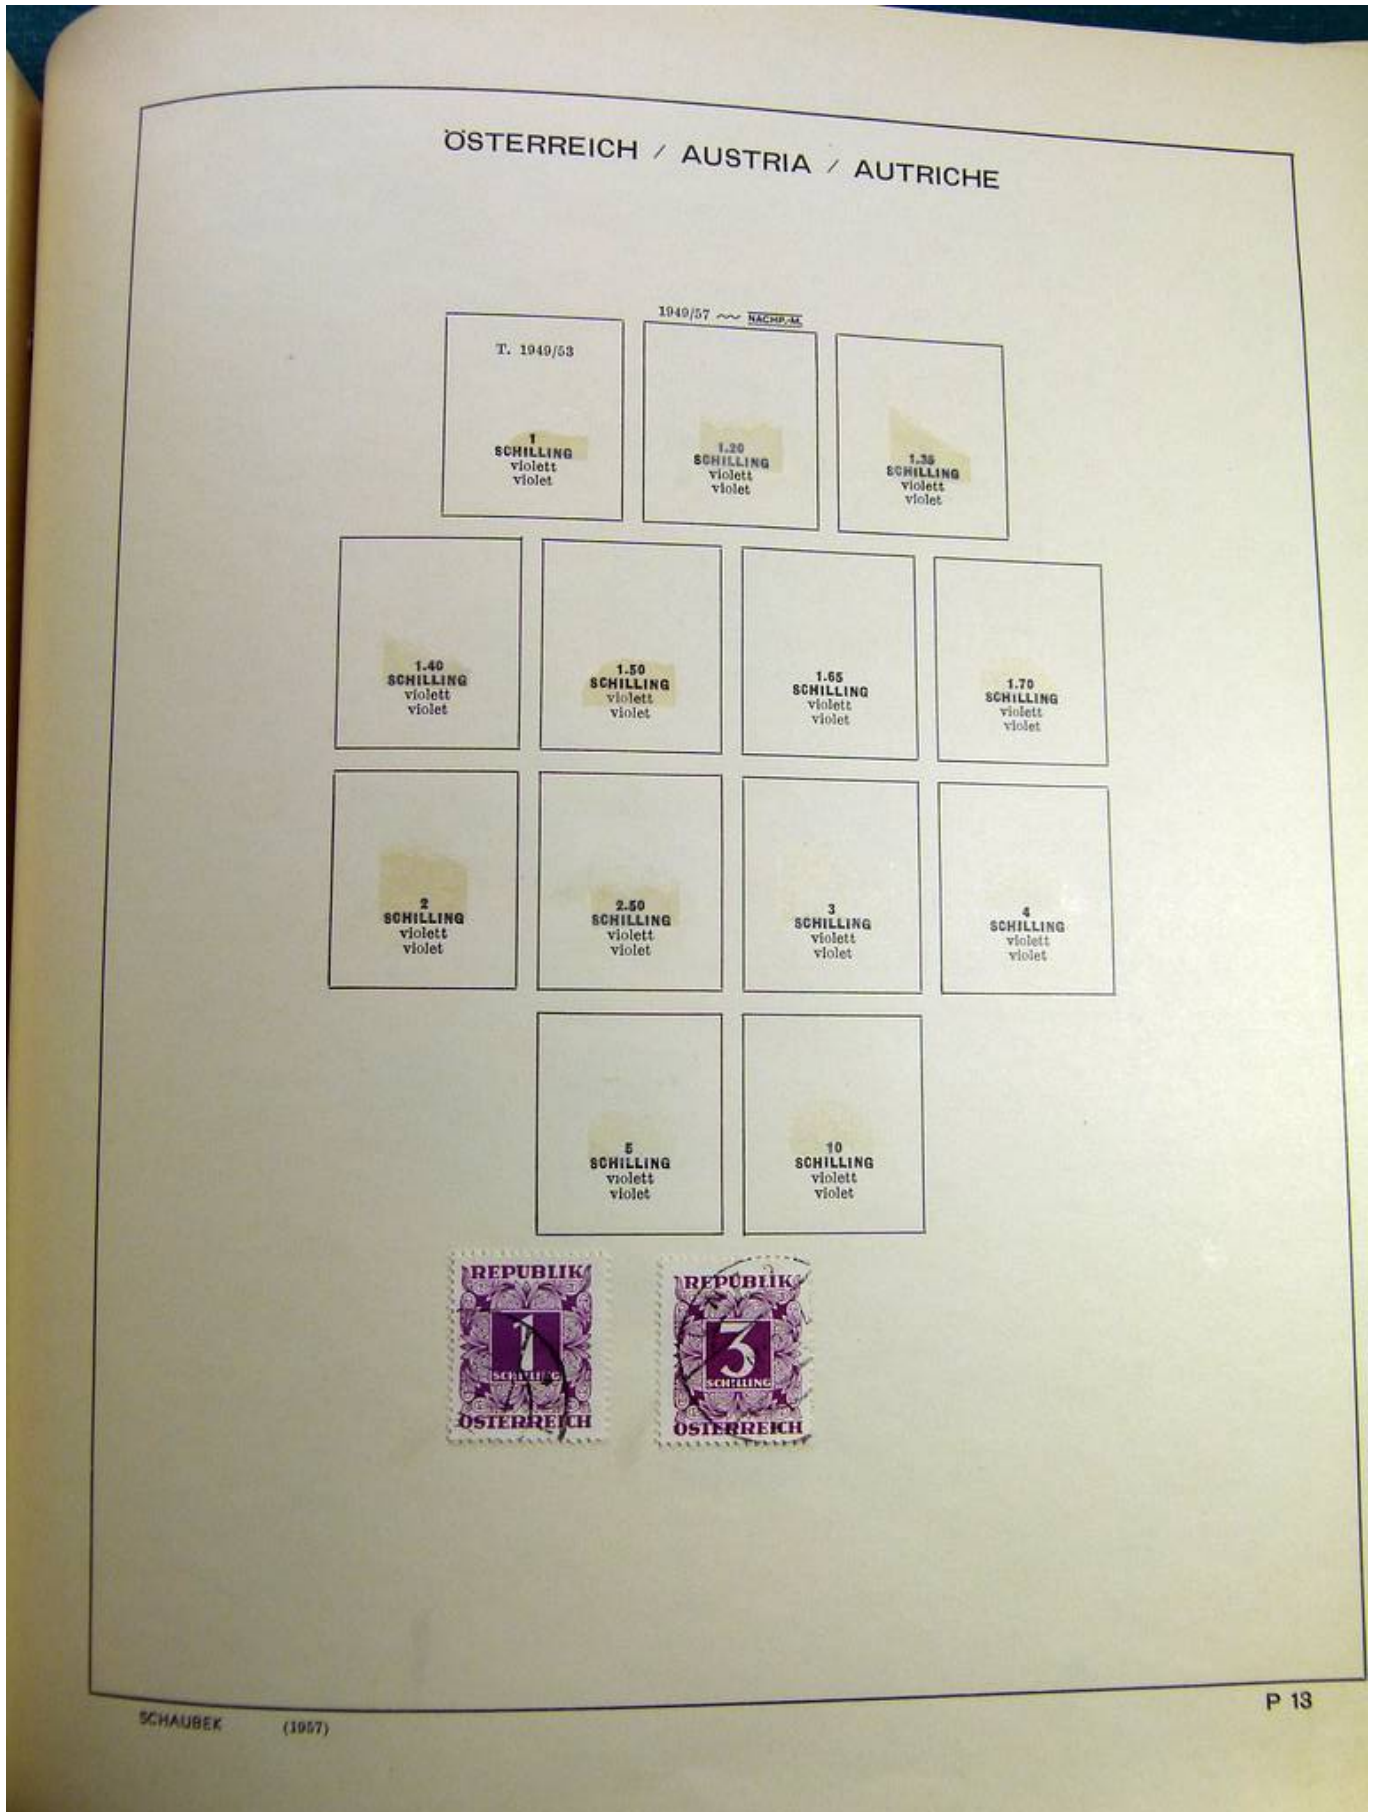 ÖSTERREICH / AUSTRIA / AUTRICHE
1949/57 NACHP.-M.
T. 1949/53
1
SCHILLING
violett
violet
1.20
SCHILLING
violett
violet
1.35
SCHILLING
violett
violet
1.40
SCHILLING
violett
violet
1.50
SCHILLING
violett
violet
1.65
SCHILLING
violett
violet
1.70
SCHILLING
violett
violet
2
SCHILLING
violett
violet
2.50
SCHILLING
violett
violet
3
SCHILLING
violett
violet
4
SCHILLING
violett
violet
5
SCHILLING
violett
violet
10
SCHILLING
violett
violet
REPUBLIK
1
SCHILLING
ÖSTERREICH
REPUBLIK
3
SCHILLING
ÖSTERREICH
SCHAUBEK (1957)
P 13